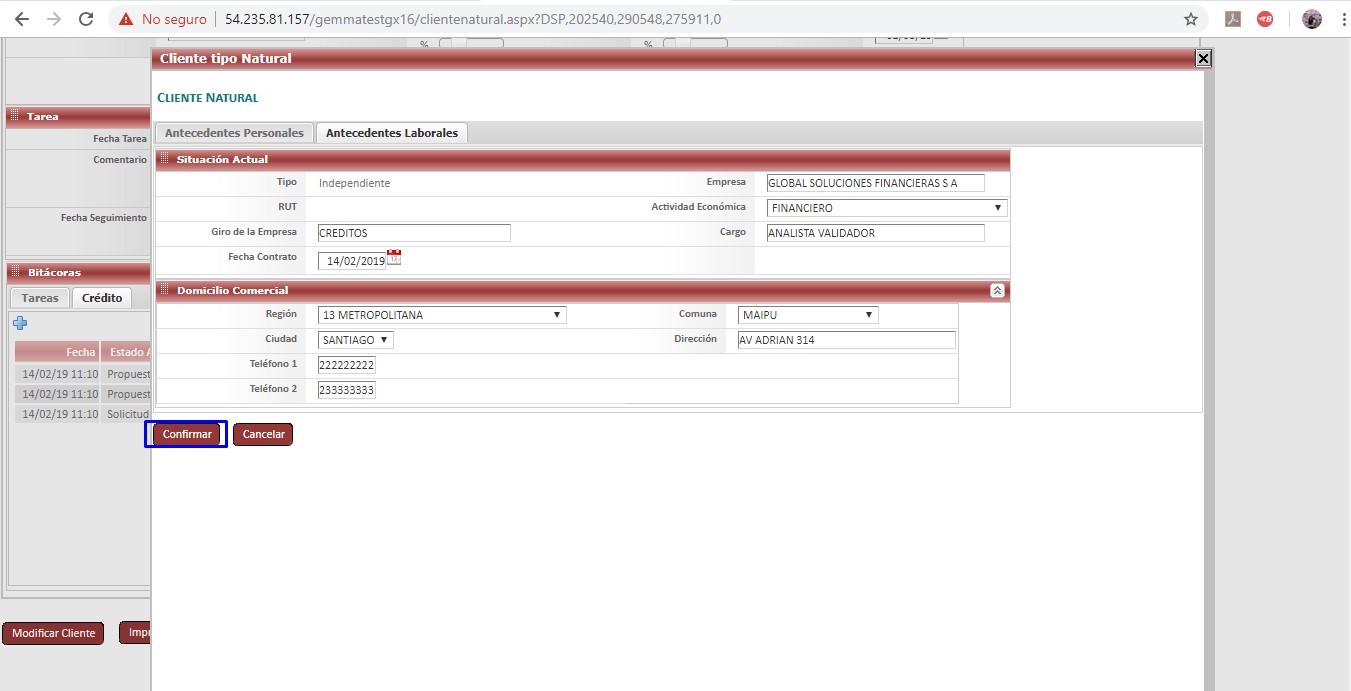 No seguro | 54.235.81.157/gemmatestgx16/clientenatural.aspx?DSP,202540,290548,275911,0
% %
Cliente tipo Natural
CLIENTE NATURAL
Antecedentes Personales Antecedentes Laborales
Situación Actual
Tipo Independiente Empresa GLOBAL SOLUCIONES FINANCIERAS S A
RUT Actividad Económica FINANCIERO
Giro de la Empresa CREDITOS Cargo ANALISTA VALIDADOR
Fecha Contrato 14/02/2019
Domicilio Comercial
Región 13 METROPOLITANA Comuna MAIPU
Ciudad SANTIAGO Dirección AV ADRIAN 314
Teléfono 1 222222222
Teléfono 2 233333333
Confirmar Cancelar
Tarea
Fecha Tarea
Comentario
Fecha Seguimiento
Bitácoras
Tareas Crédito
Fecha Estado A
14/02/19 11:10 Propuest
14/02/19 11:10 Propuest
14/02/19 11:10 Solicitud
Modificar Cliente Impr